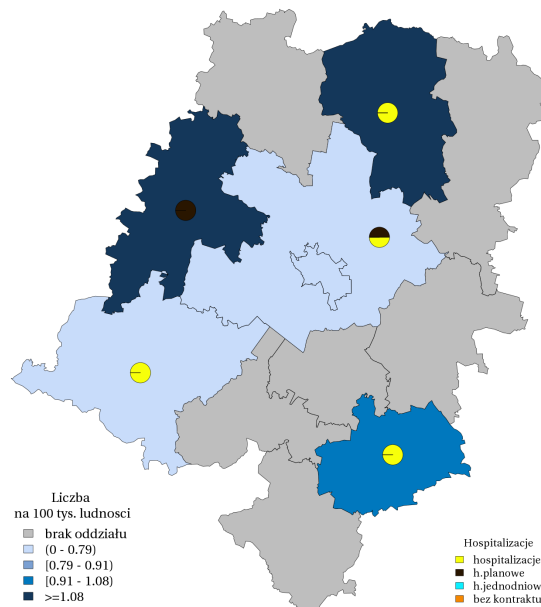 Liczba
na 100 tys. ludnosci
brak oddziału
(0 - 0.79)
[0.79 - 0.91)
[0.91 - 1.08)
>=1.08
Hospitalizacje
hospitalizacje
h.planowe
h.jednodniow
bez kontraktu